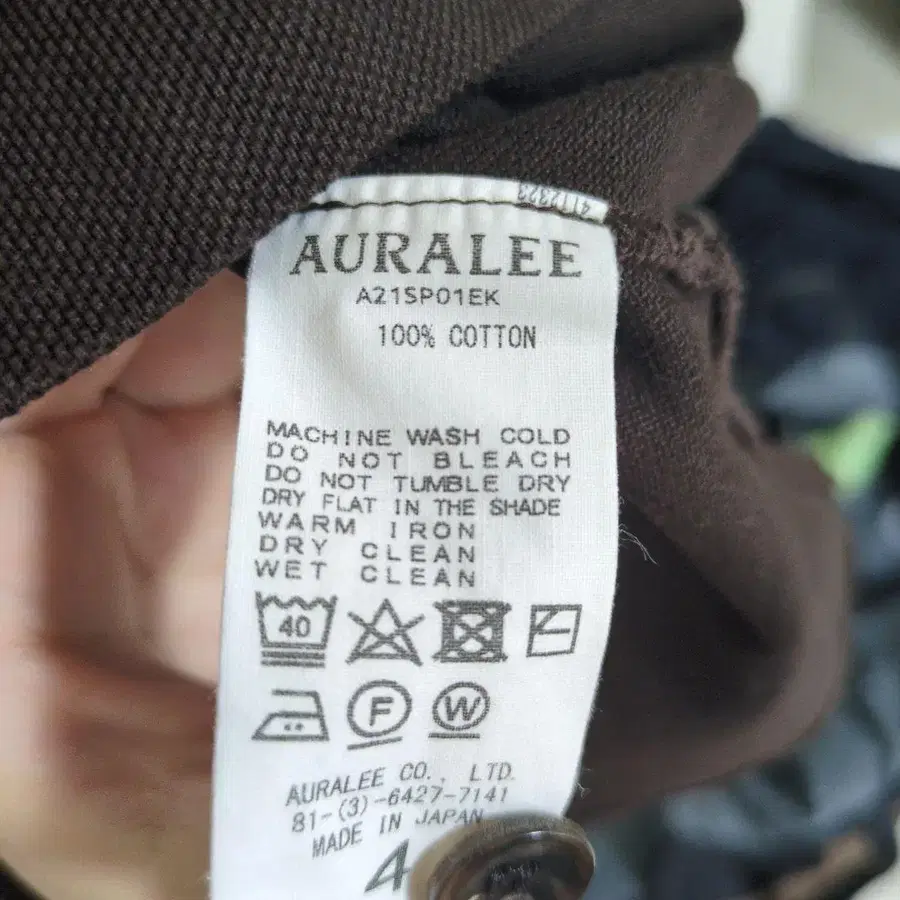 4112323
AURALEE
A21SP01EK
100% COTTON
MACHINE WASH COLD
DO NOT BLEACH
DO NOT TUMBLE DRY
DRY FLAT IN THE SHADE
WARM IRON
DRY CLEAN
WET CLEAN
40
F W
AURALEE CO., LTD.
81-(3)-6427-7141
MADE IN JAPAN
4